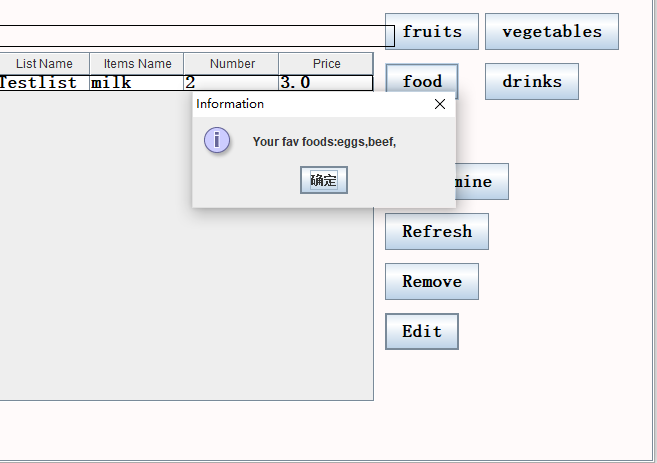 fruits vegetables
List Name Items Name Number Price
Testlist milk 2 3.0
food drinks
Information
Your fav foods:eggs,beef,
确定
Refresh
Remove
Edit